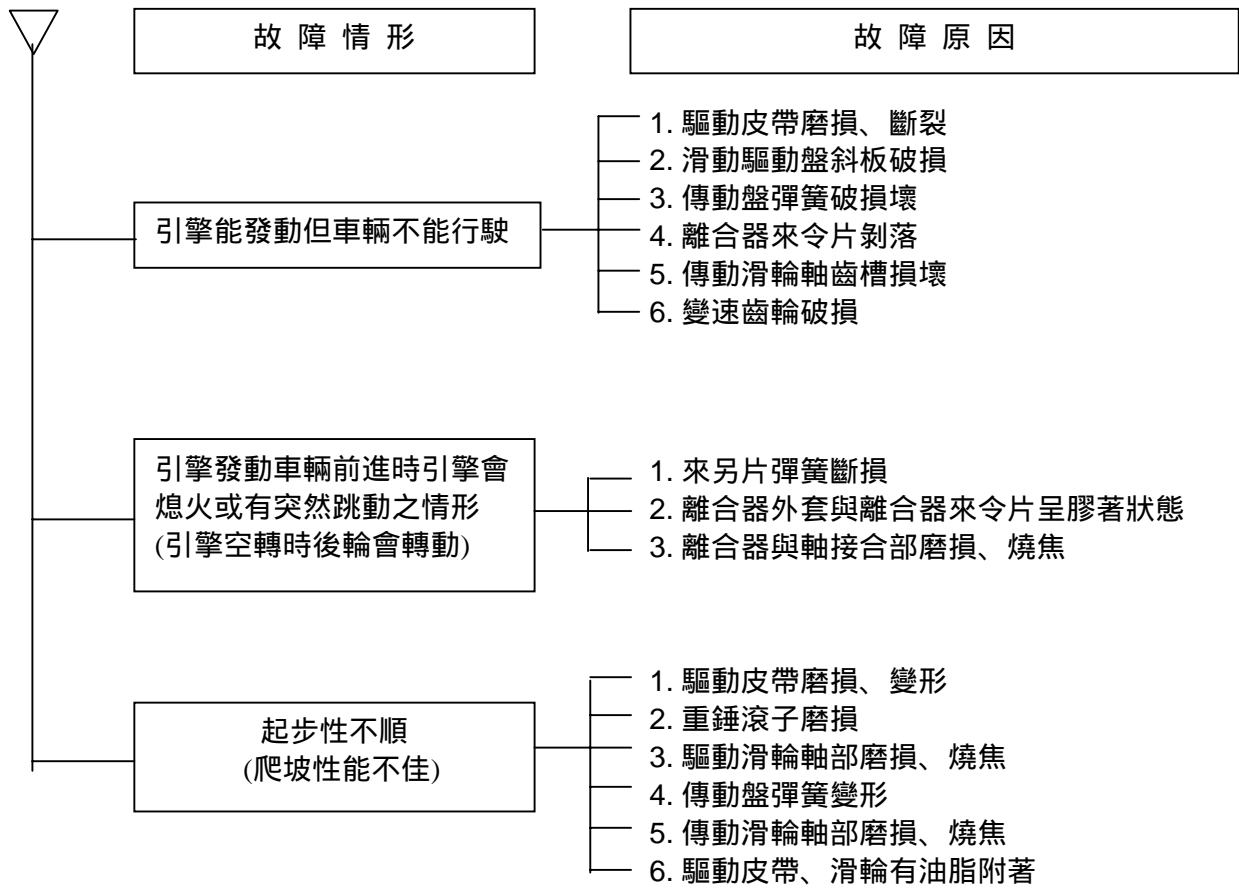 故 障 情 形
故 障 原 因
引擎能發動但車輛不能行駛
1. 驅動皮帶磨損、斷裂
2. 滑動驅動盤斜板破損
3. 傳動盤彈簧破損壞
4. 離合器來令片剝落
5. 傳動滑輪軸齒槽損壞
6. 變速齒輪破損
引擎發動車輛前進時引擎會
熄火或有突然跳動之情形
(引擎空轉時後輪會轉動)
1. 來另片彈簧斷損
2. 離合器外套與離合器來令片呈膠著狀態
3. 離合器與軸接合部磨損、燒焦
起步性不順
(爬坡性能不佳)
1. 驅動皮帶磨損、變形
2. 重錘滾子磨損
3. 驅動滑輪軸部磨損、燒焦
4. 傳動盤彈簧變形
5. 傳動滑輪軸部磨損、燒焦
6. 驅動皮帶、滑輪有油脂附著